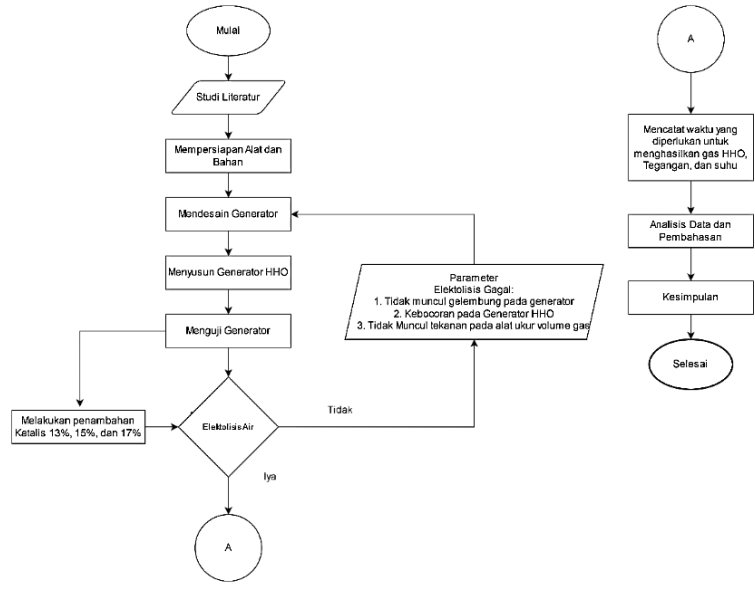 Mulai
Studi Literatur
Mempersiapan Alat dan
Bahan
Mendesain Generator
Menyusun Generator HHO
Menguji Generator
Melakukan penambahan
Katalis 13%, 15%, dan 17%
Elektolisis Air
Tidak
Iya
A
Parameter
Elektolisis Gagal:
1. Tidak muncul gelembung pada generator
2. Kebocoran pada Generator HHO
3. Tidak Muncul tekanan pada alat ukur volume gas
A
Mencatat waktu yang
diperlukan untuk
menghasilkan gas HHO,
Tegangan, dan suhu
Analisis Data dan
Pembahasan
Kesimpulan
Selesai